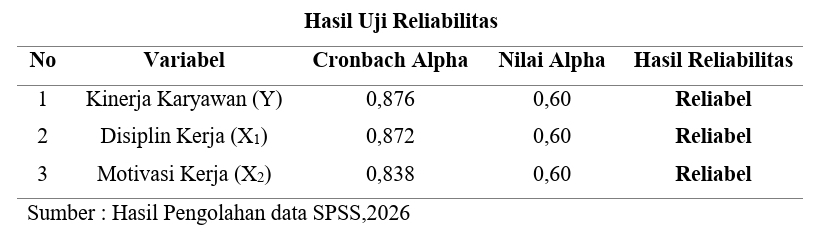 Hasil Uji Reliabilitas
No Variabel Cronbach Alpha Nilai Alpha Hasil Reliabilitas
1 Kinerja Karyawan (Y) 0,876 0,60 Reliabel
2 Disiplin Kerja (X1) 0,872 0,60 Reliabel
3 Motivasi Kerja (X2) 0,838 0,60 Reliabel
Sumber : Hasil Pengolahan data SPSS,2026